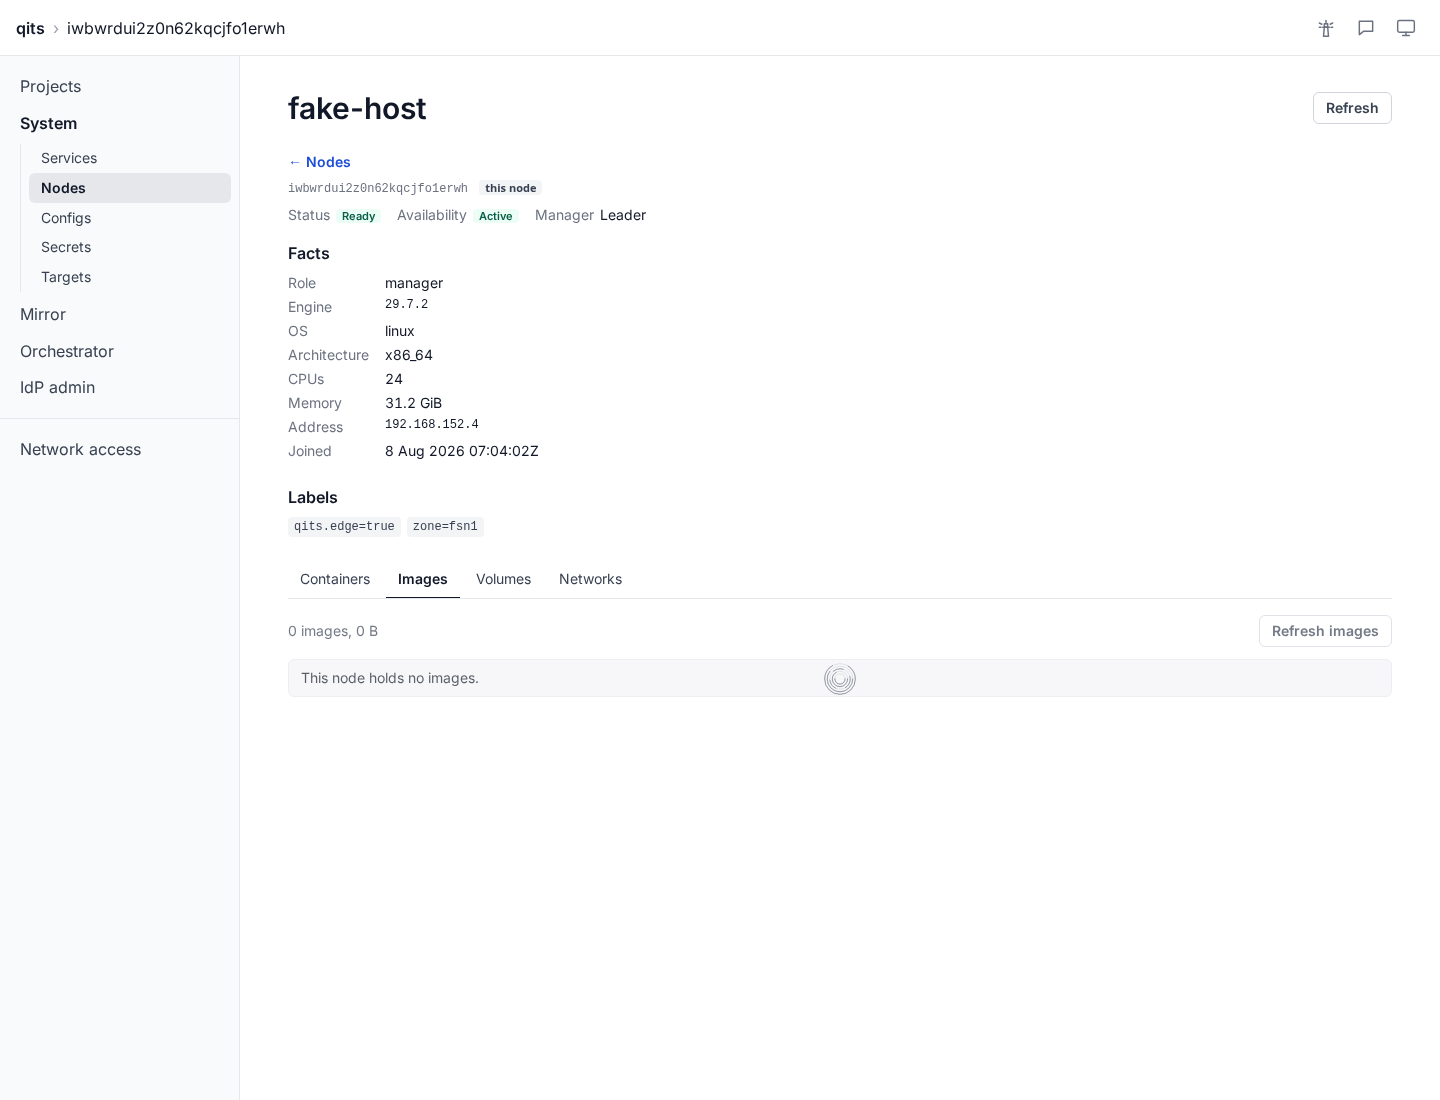 qits › iwbwrdui2z0n62kqcjfo1erwh
Projects
System
Services
Nodes
Configs
Secrets
Targets
Mirror
Orchestrator
IdP admin
Network access
fake-host
Refresh
← Nodes
iwbwrdui2z0n62kqcjfo1erwh this node
Status Ready Availability Active Manager Leader
Facts
Role manager
Engine 29.7.2
OS linux
Architecture x86_64
CPUs 24
Memory 31.2 GiB
Address 192.168.152.4
Joined 8 Aug 2026 07:04:02Z
Labels
qits.edge=true zone=fsn1
Containers Images Volumes Networks
0 images, 0 B
Refresh images
This node holds no images.